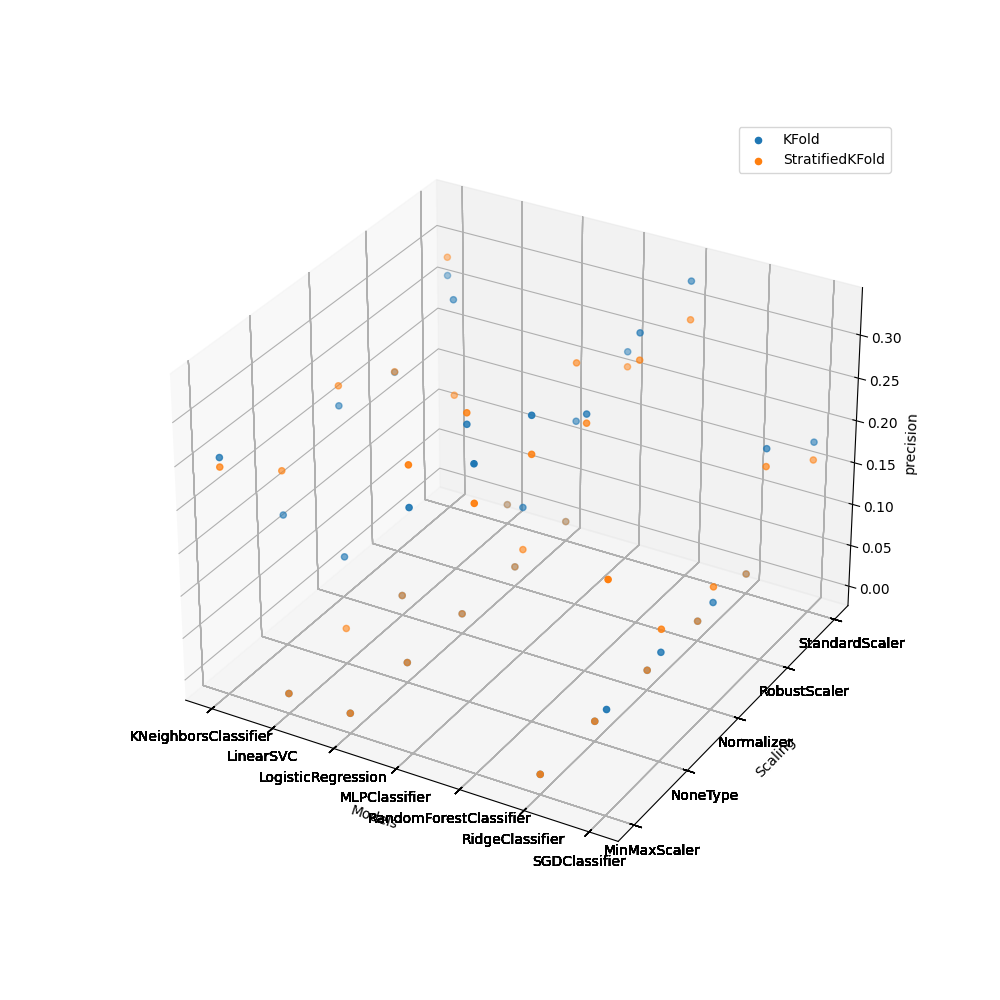 KFold
StratifiedKFold
0.30
0.25
0.20
0.15
0.10
0.05
0.00
precision
StandardScaler
RobustScaler
Normalizer
Scaling
NoneType
MinMaxScaler
KNeighborsClassifier
LinearSVC
LogisticRegression
MLPClassifier
Models
RandomForestClassifier
RidgeClassifier
SGDClassifier